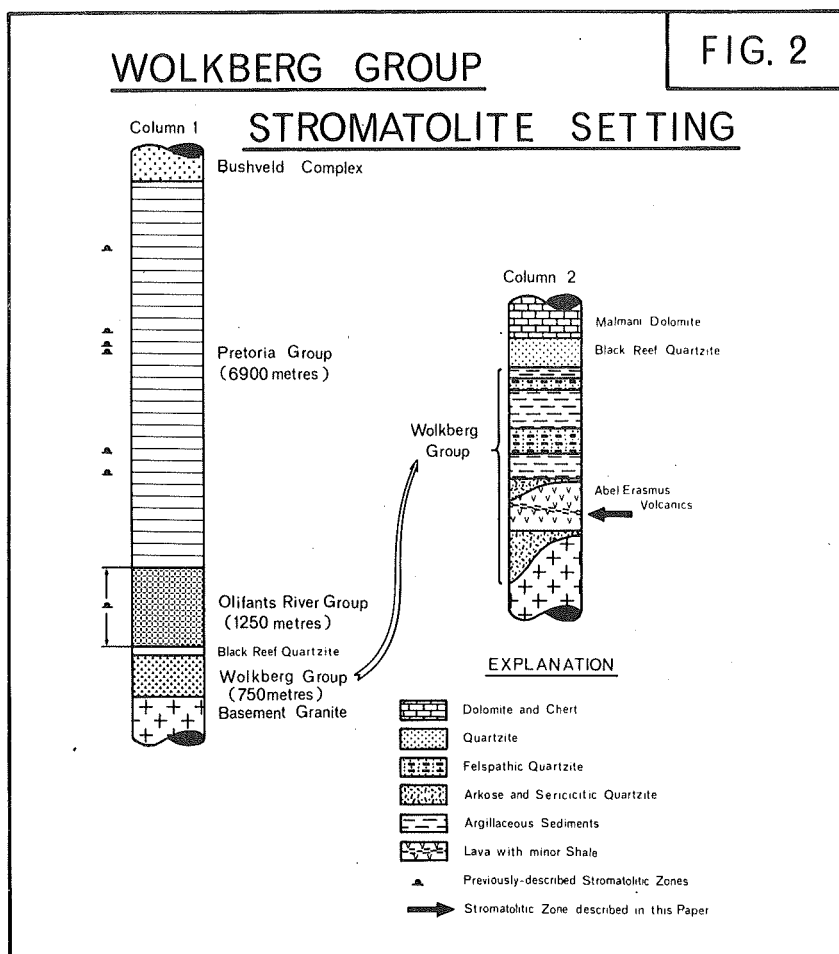 FIG. 2
WOLKBERG GROUP
STROMATOLITE SETTING
Column 1
Bushveld Complex
Pretoria Group
(6900 metres)
Olifants River Group
(1250 metres)
Black Reef Quartzite
Wolkberg Group
(750metres)
Basement Granite
Column 2
Malmani Dolomite
Black Reef Quartzite
Wolkberg
Group
Abel Erasmus
Volcanics
EXPLANATION
Dolomite and Chert
Quartzite
Felspathic Quartzite
Arkose and Sericicitic Quartzite
Argillaceous Sediments
Lava with minor Shale
Previously-described Stromatolitic Zones
Stromatolitic Zone described in this Paper